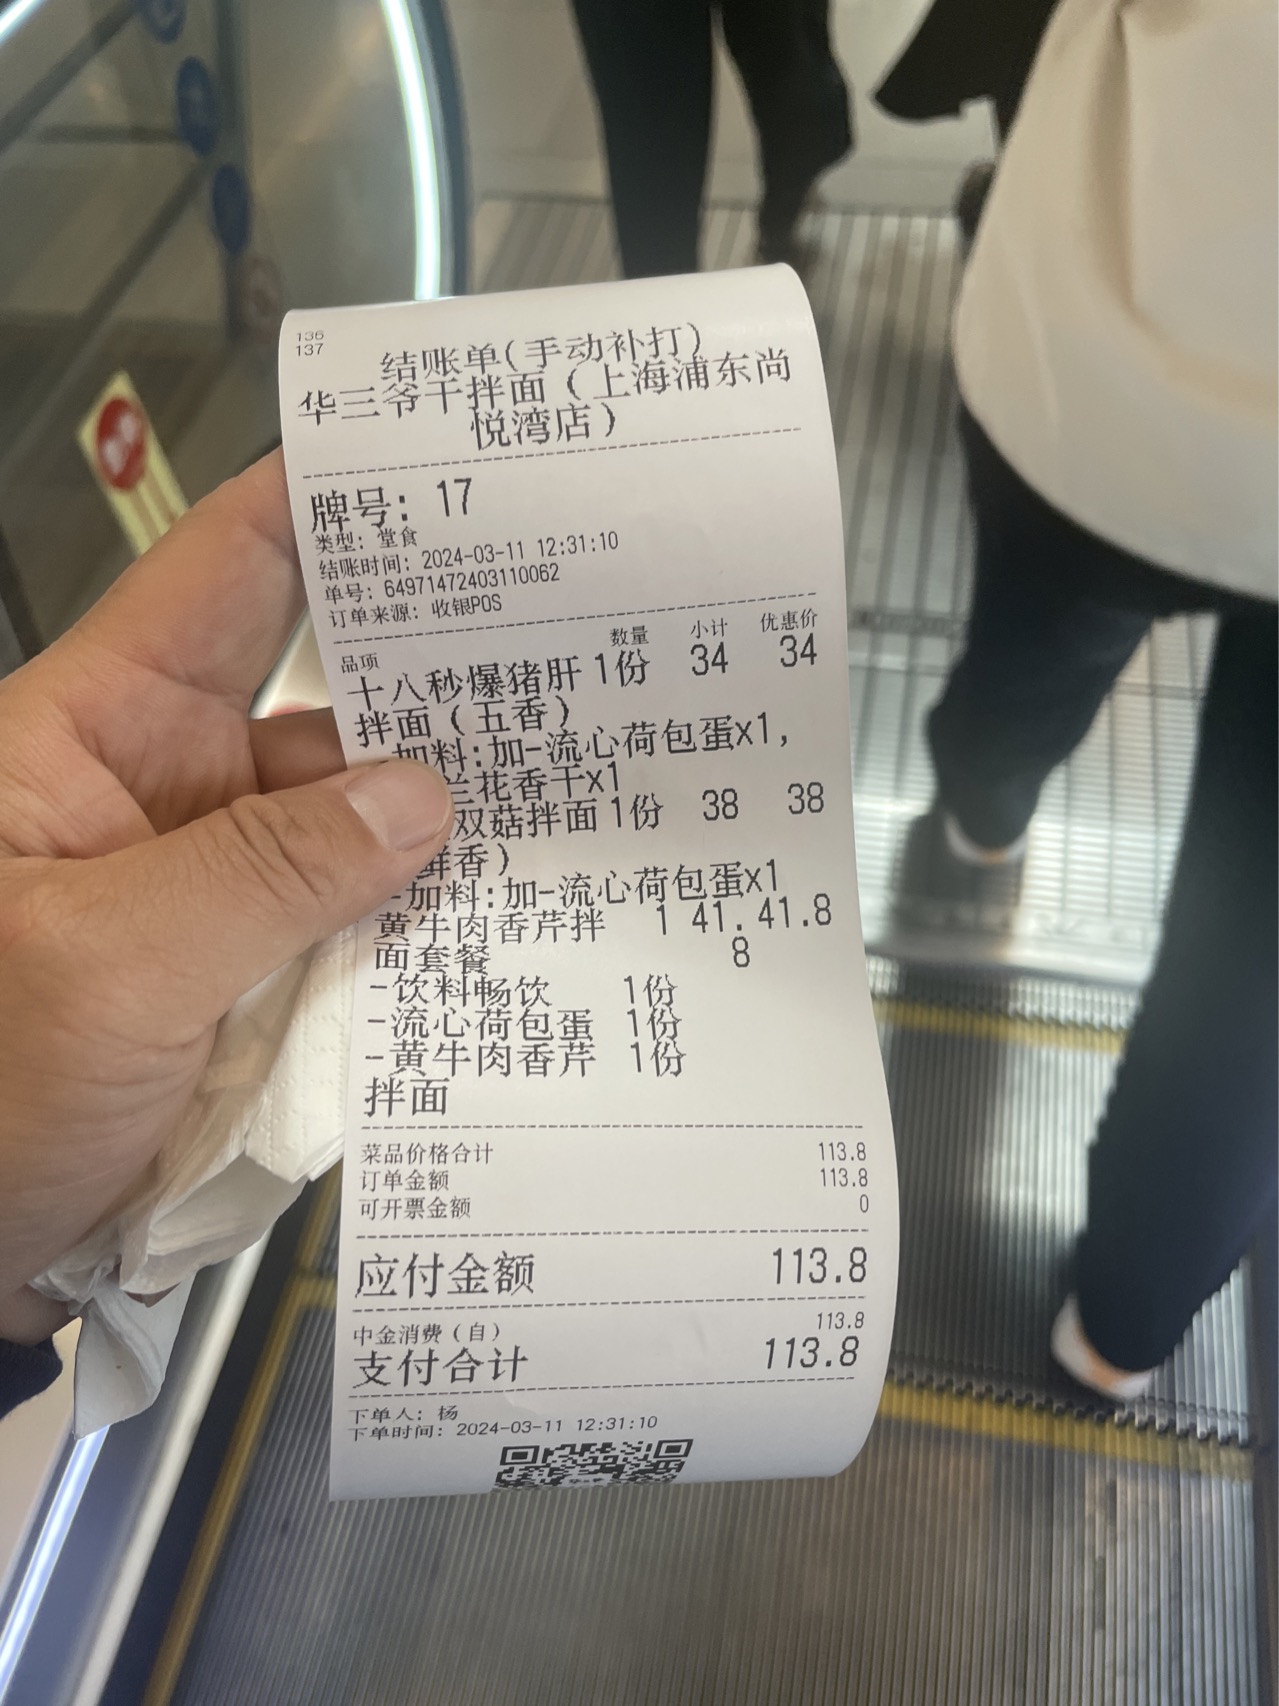 136
137
结账单(手动补打)
华三爷干拌面(上海浦东尚
悦湾店)
牌号: 17
类型: 堂食
结账时间: 2024-03-11 12:31:10
单号: 64971472403110062
订单来源: 收银POS
品项 数量 小计 优惠价
十八秒爆猪肝 1份 34 34
拌面(五香)
加料:加-流心荷包蛋x1,
兰花香干x1
双菇拌面 1份 38 38
鲜香)
-加料:加-流心荷包蛋x1
黄牛肉香芹拌 1 41. 41.8
面套餐 8
-饮料畅饮 1份
-流心荷包蛋 1份
-黄牛肉香芹 1份
拌面
菜品价格合计 113.8
订单金额 113.8
可开票金额 0
应付金额 113.8
中金消费(自) 113.8
支付合计 113.8
下单人: 杨
下单时间: 2024-03-11 12:31:10